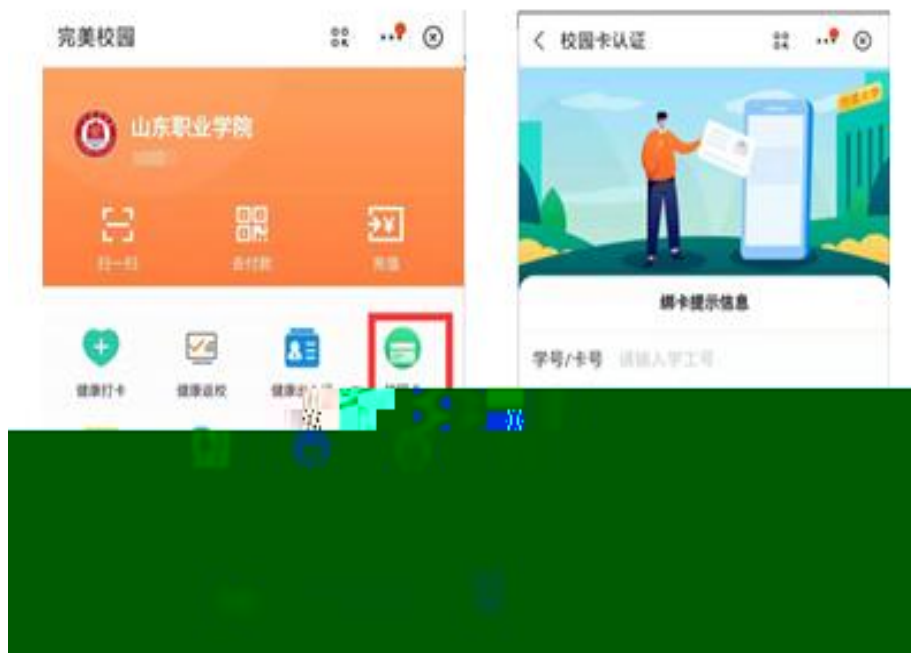 完美校园
山东职业学院
扫一扫
去付款
充值
健康打卡
健康返校
校园卡认证
绑卡提示信息
学号/卡号 请输入学工号